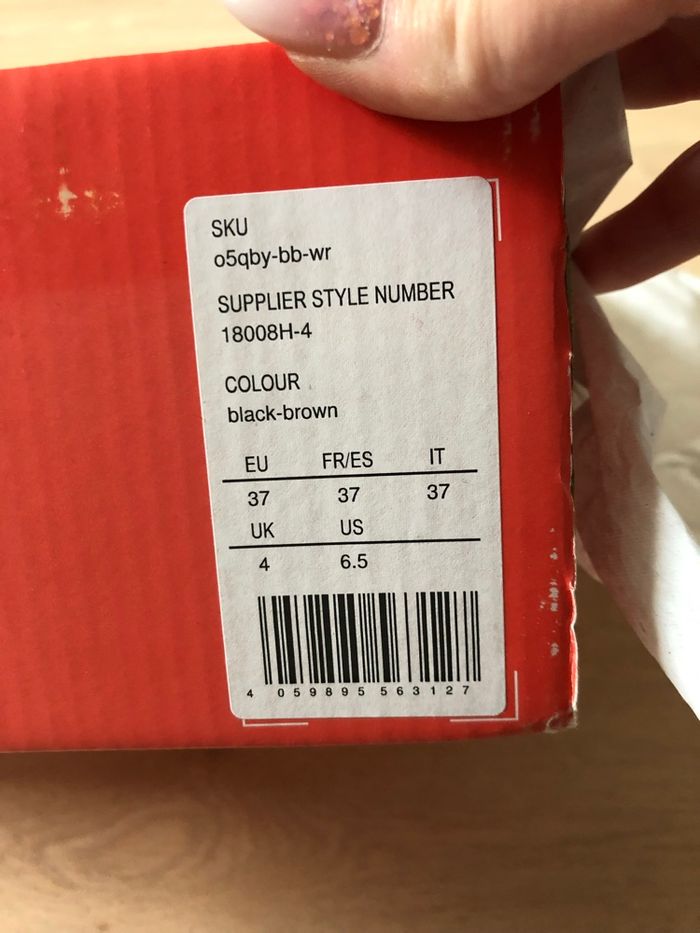 SKU
o5qby-bb-wr
SUPPLIER STYLE NUMBER
18008H-4
COLOUR
black-brown
EU FR/ES IT
37 37 37
UK US
4 6.5
4 059895 563127